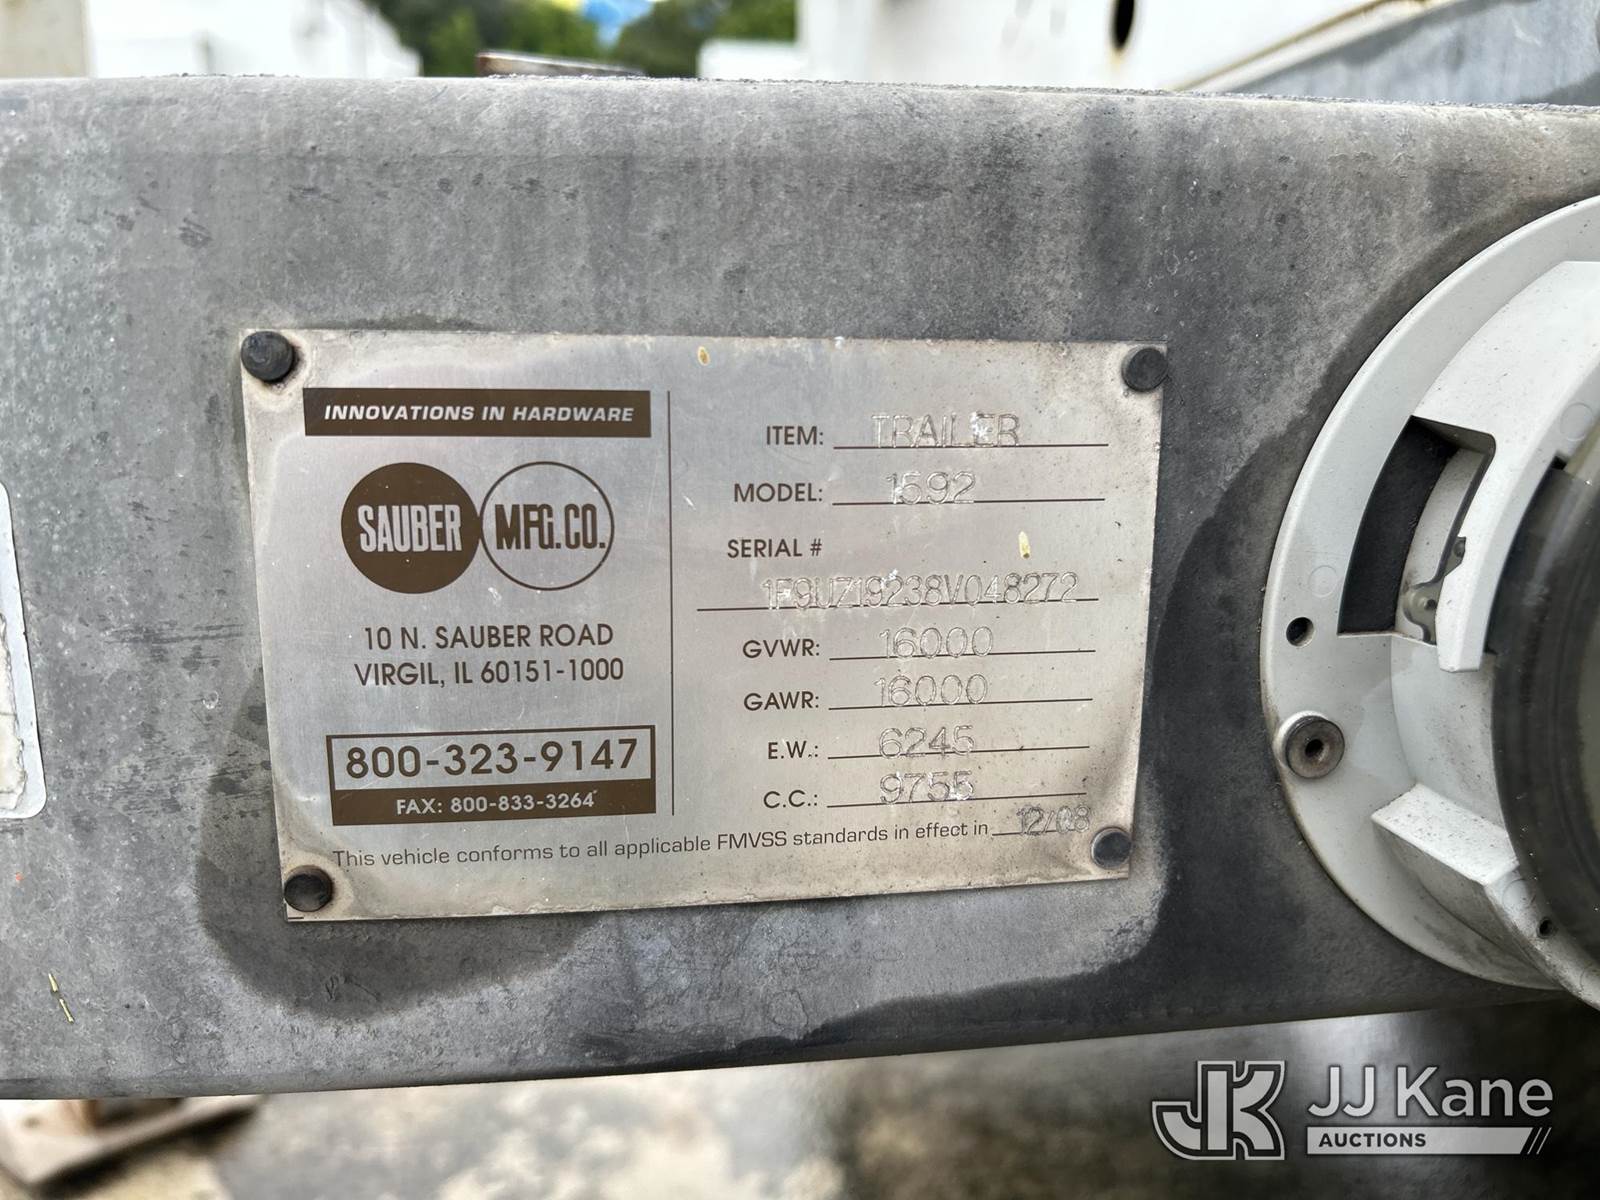 INNOVATIONS IN HARDWARE
SAUBER MFG.CO.
10 N. SAUBER ROAD
VIRGIL, IL 60151-1000
800-323-9147
FAX: 800-833-3264
ITEM: TRAILER
MODEL: 1592
SERIAL #
1F9UZ19238V048272
GVWR: 16000
GAWR: 16000
E.W.: 6245
C.C.: 9755
This vehicle conforms to all applicable FMVSS standards in effect in 12/08
JK JJ Kane
AUCTIONS